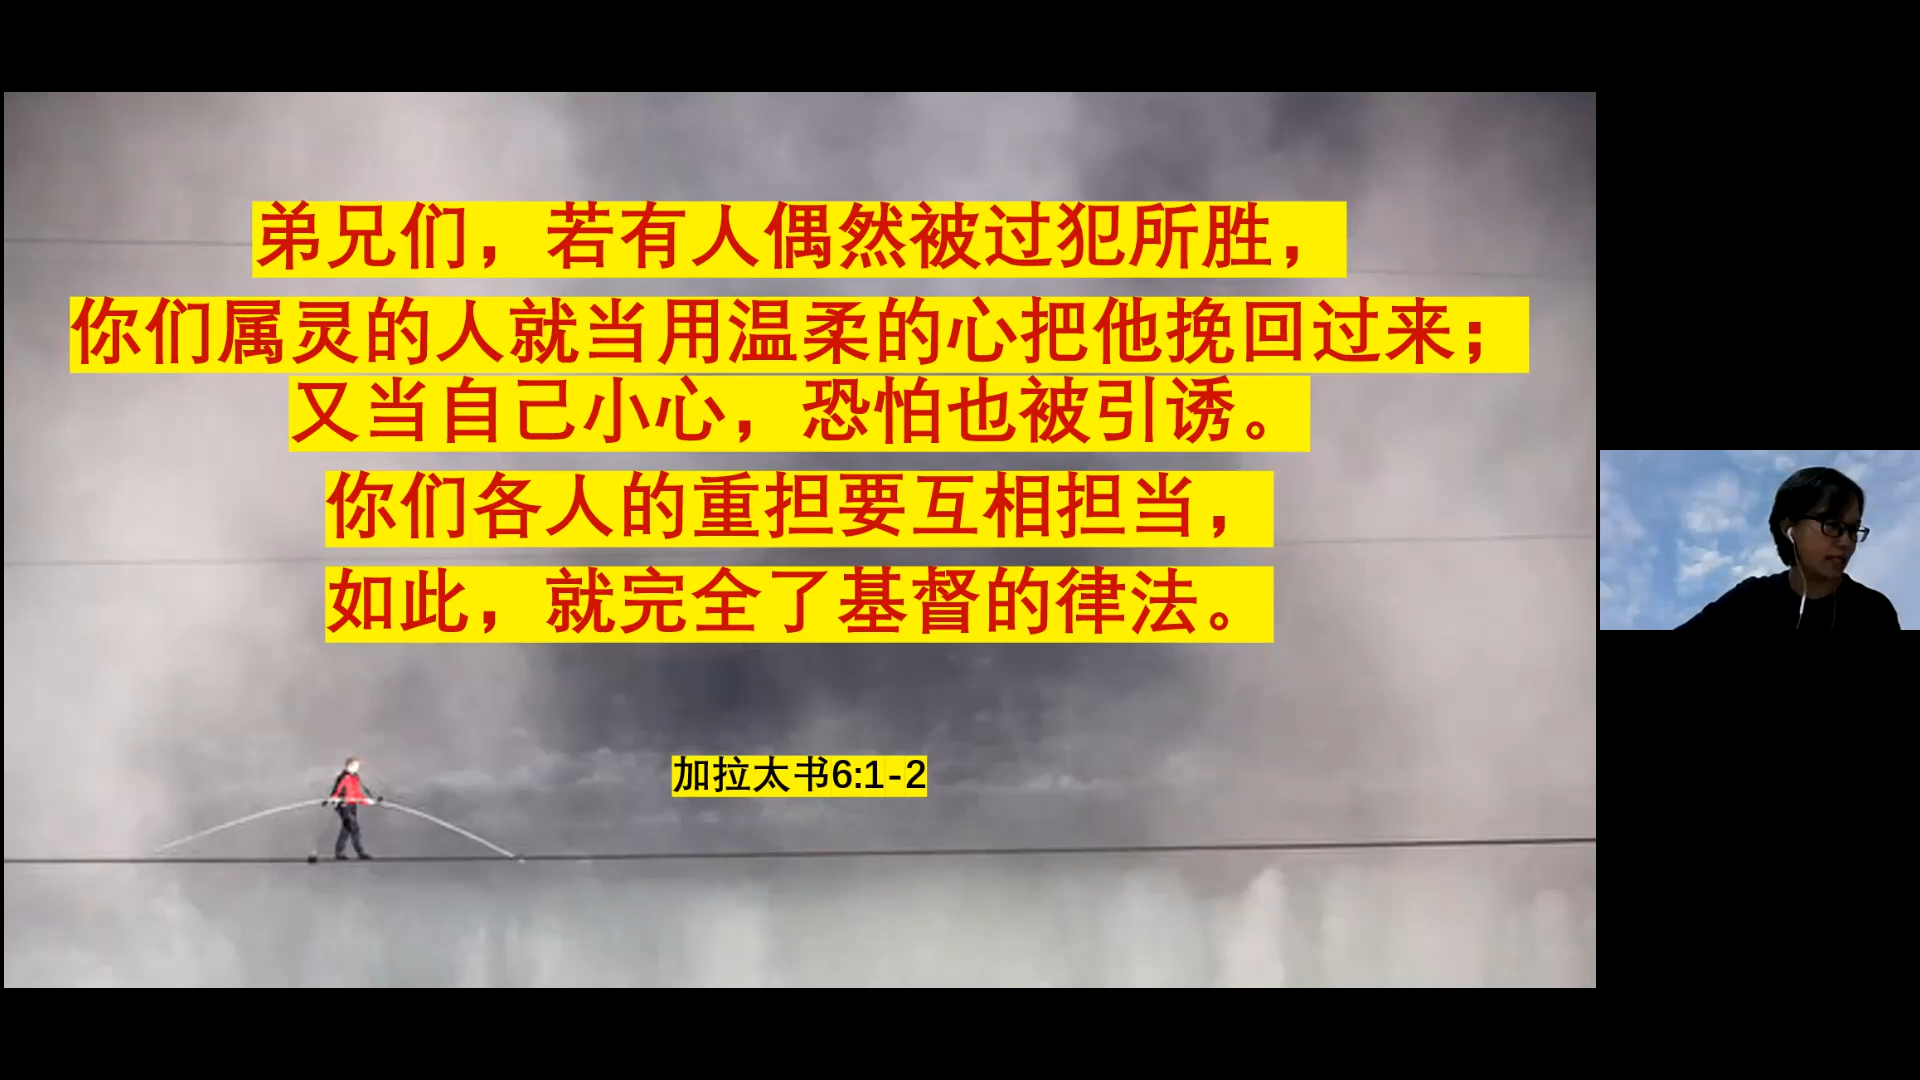 弟兄们，若有人偶然被过犯所胜，
你们属灵的人就当用温柔的心把他挽回过来；
又当自己小心，恐怕也被引诱。
你们各人的重担要互相担当，
如此，就完全了基督的律法。
加拉太书6:1-2